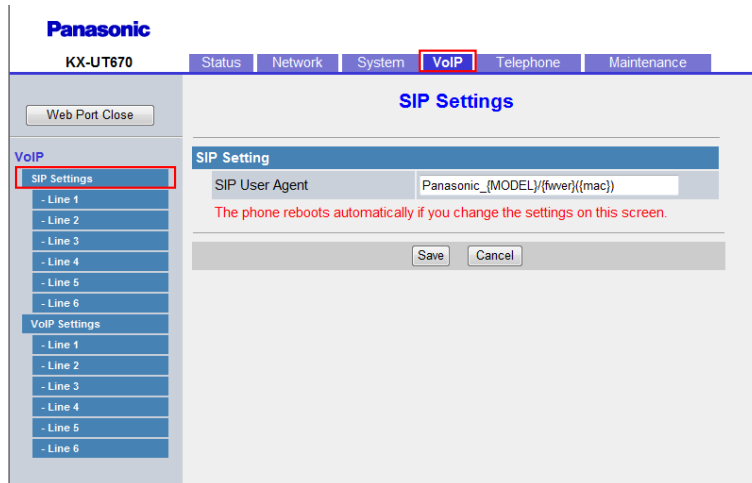 Panasonic
KX-UT670
Status Network System VoIP Telephone Maintenance
Web Port Close
SIP Settings
VoIP
SIP Settings
- Line 1
- Line 2
- Line 3
- Line 4
- Line 5
- Line 6
VoIP Settings
- Line 1
- Line 2
- Line 3
- Line 4
- Line 5
- Line 6
SIP Setting
SIP User Agent Panasonic_{MODEL}/{fwver}({mac})
The phone reboots automatically if you change the settings on this screen.
Save Cancel